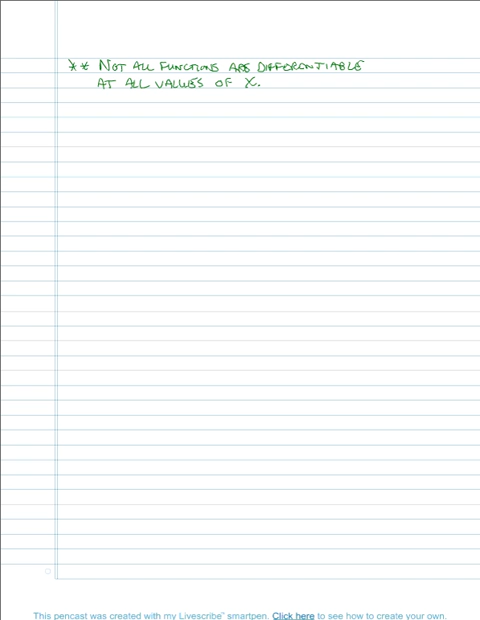 ** NOT ALL FUNCTIONS ARE DIFFERENTIABLE
AT ALL VALUES OF X.
This pencast was created with my Livescribe™ smartpen. Click here to see how to create your own.